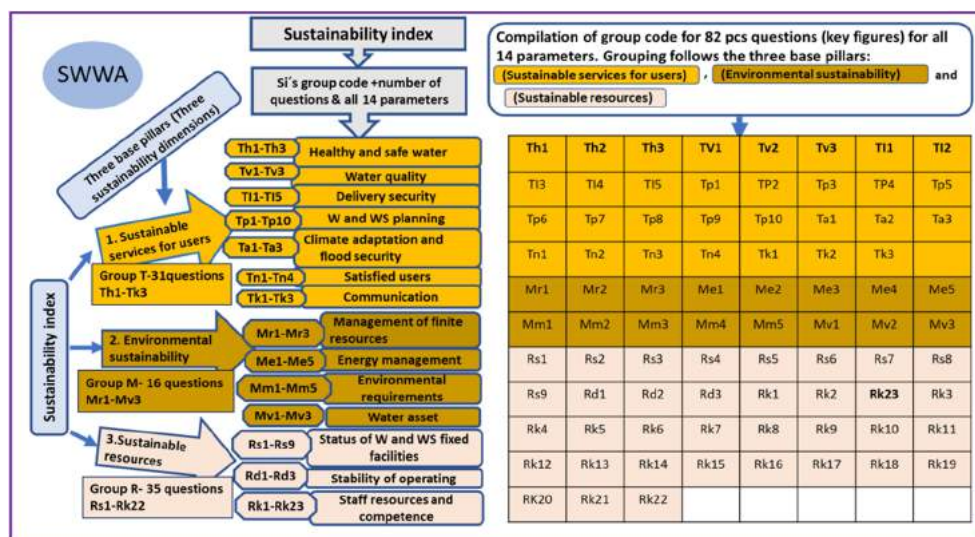 SWWA
Sustainability index
Si´s group code +number of
questions & all 14 parameters
Three base pillars (Three
sustainability dimensions)
Sustainability index
1. Sustainable
services for users
Group T-31questions
Th1-Tk3
Th1-Th3 Healthy and safe water
Tv1-Tv3 Water quality
TI1-TI5 Delivery security
Tp1-Tp10 W and WS planning
Ta1-Ta3 Climate adaptation and
flood security
Tn1-Tn4 Satisfied users
Tk1-Tk3 Communication
2. Environmental
sustainability
Group M- 16 questions
Mr1-Mv3
Mr1-Mr3 Management of finite
resources
Me1-Me5 Energy management
Mm1-Mm5 Environmental
requirements
Mv1-Mv3 Water asset
3.Sustainable
resources
Group R- 35 questions
Rs1-Rk22
Rs1-Rs9 Status of W and WS fixed
facilities
Rd1-Rd3 Stability of operating
Rk1-Rk23 Staff resources and
competence
Compilation of group code for 82 pcs questions (key figures) for all
14 parameters. Grouping follows the three base pillars:
(Sustainable services for users) , (Environmental sustainability) and
(Sustainable resources)
Th1 Th2 Th3 TV1 Tv2 Tv3 TI1 TI2
TI3 TI4 TI5 Tp1 TP2 Tp3 TP4 Tp5
Tp6 Tp7 Tp8 Tp9 Tp10 Ta1 Ta2 Ta3
Tn1 Tn2 Tn3 Tn4 Tk1 Tk2 Tk3
Mr1 Mr2 Mr3 Me1 Me2 Me3 Me4 Me5
Mm1 Mm2 Mm3 Mm4 Mm5 Mv1 Mv2 Mv3
Rs1 Rs2 Rs3 Rs4 Rs5 Rs6 Rs7 Rs8
Rs9 Rd1 Rd2 Rd3 Rk1 Rk2 Rk23 Rk3
Rk4 Rk5 Rk6 Rk7 Rk8 Rk9 Rk10 Rk11
Rk12 Rk13 Rk14 Rk15 Rk16 Rk17 Rk18 Rk19
RK20 Rk21 Rk22